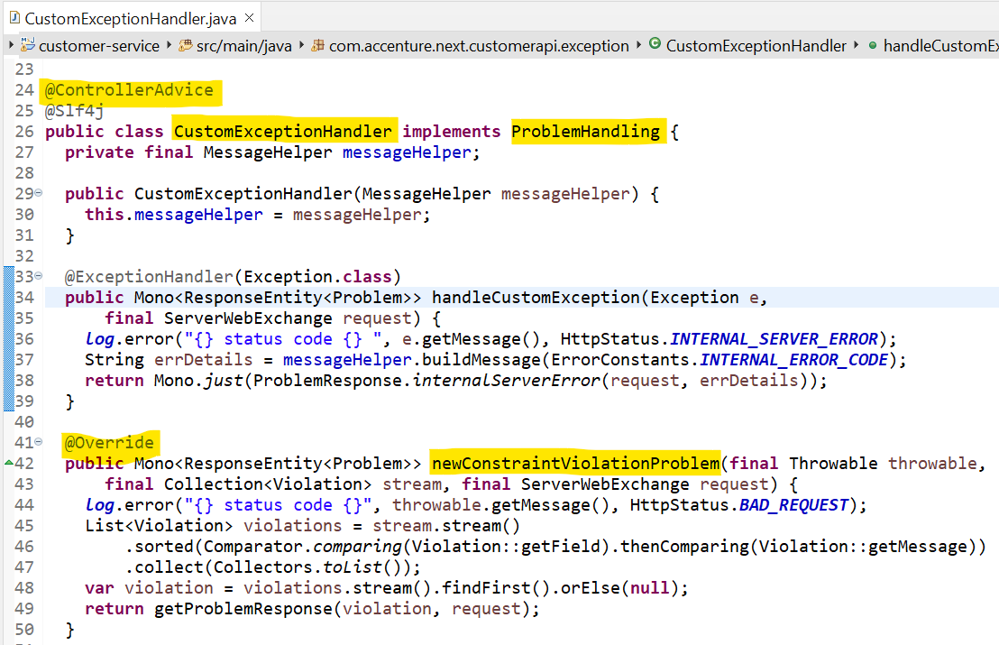 CustomExceptionHandler.java
customer-service src/main/java com.accenture.next.customerapi.exception CustomExceptionHandler handleCustomEx
23
24 @ControllerAdvice
25 @Slf4j
26 public class CustomExceptionHandler implements ProblemHandling {
27 private final MessageHelper messageHelper;
28
29 public CustomExceptionHandler(MessageHelper messageHelper) {
30 this.messageHelper = messageHelper;
31 }
32
33 @ExceptionHandler(Exception.class)
34 public Mono<ResponseEntity<Problem>> handleCustomException(Exception e,
35 final ServerWebExchange request) {
36 log.error("{} status code {} ", e.getMessage(), HttpStatus.INTERNAL_SERVER_ERROR);
37 String errDetails = messageHelper.buildMessage(ErrorConstants.INTERNAL_ERROR_CODE);
38 return Mono.just(ProblemResponse.internalServerError(request, errDetails));
39 }
40
41 @Override
42 public Mono<ResponseEntity<Problem>> newConstraintViolationProblem(final Throwable throwable,
43 final Collection<Violation> stream, final ServerWebExchange request) {
44 log.error("{} status code {}", throwable.getMessage(), HttpStatus.BAD_REQUEST);
45 List<Violation> violations = stream.stream()
46 .sorted(Comparator.comparing(Violation::getField).thenComparing(Violation::getMessage))
47 .collect(Collectors.toList());
48 var violation = violations.stream().findFirst().orElse(null);
49 return getProblemResponse(violation, request);
50 }